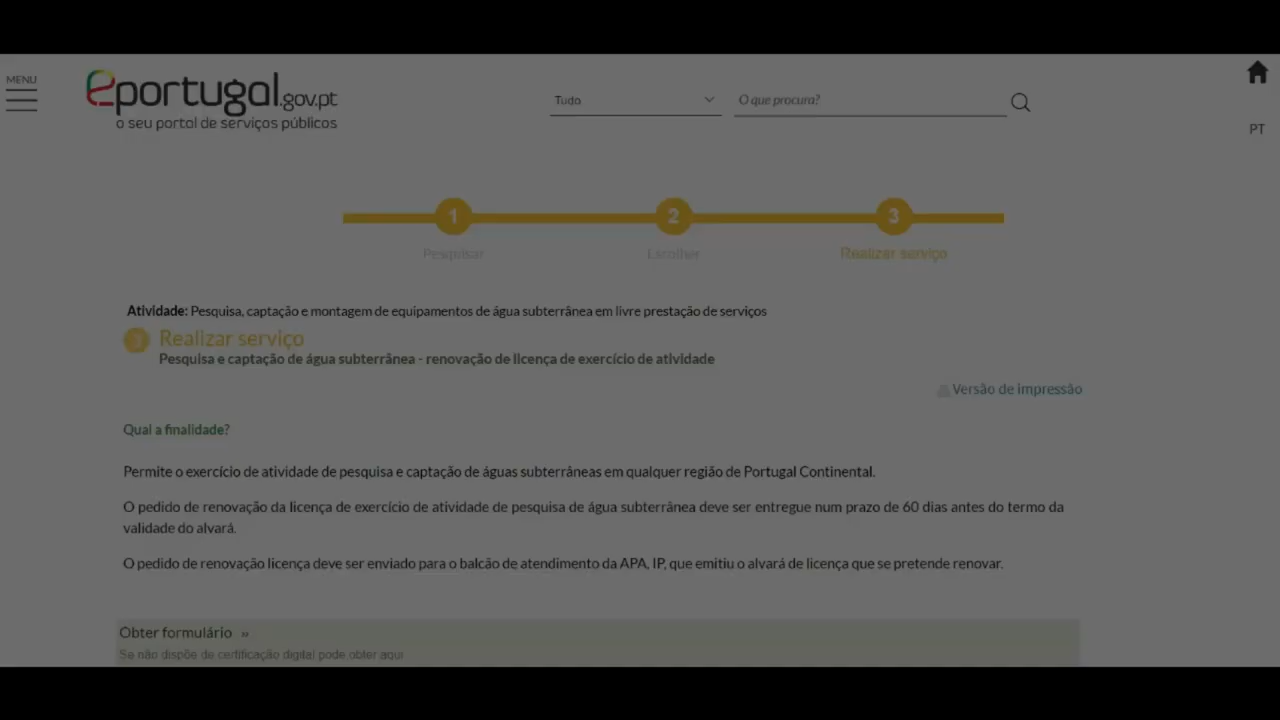 MENU
eportugal.gov.pt
o seu portal de serviços públicos
Tudo
O que procura?
PT
1
2
3
Pesquisar
Escolher
Realizar serviço
Atividade: Pesquisa, captação e montagem de equipamentos de água subterrânea em livre prestação de serviços
3 Realizar serviço
Pesquisa e captação de água subterrânea - renovação de licença de exercício de atividade
Versão de impressão
Qual a finalidade?
Permite o exercício de atividade de pesquisa e captação de águas subterrâneas em qualquer região de Portugal Continental.
O pedido de renovação da licença de exercício de atividade de pesquisa de água subterrânea deve ser entregue num prazo de 60 dias antes do termo da
validade do alvará.
O pedido de renovação licença deve ser enviado para o balcão de atendimento da APA, IP, que emitiu o alvará de licença que se pretende renovar.
Obter formulário »
Se não dispõe de certificação digital pode obter aqui